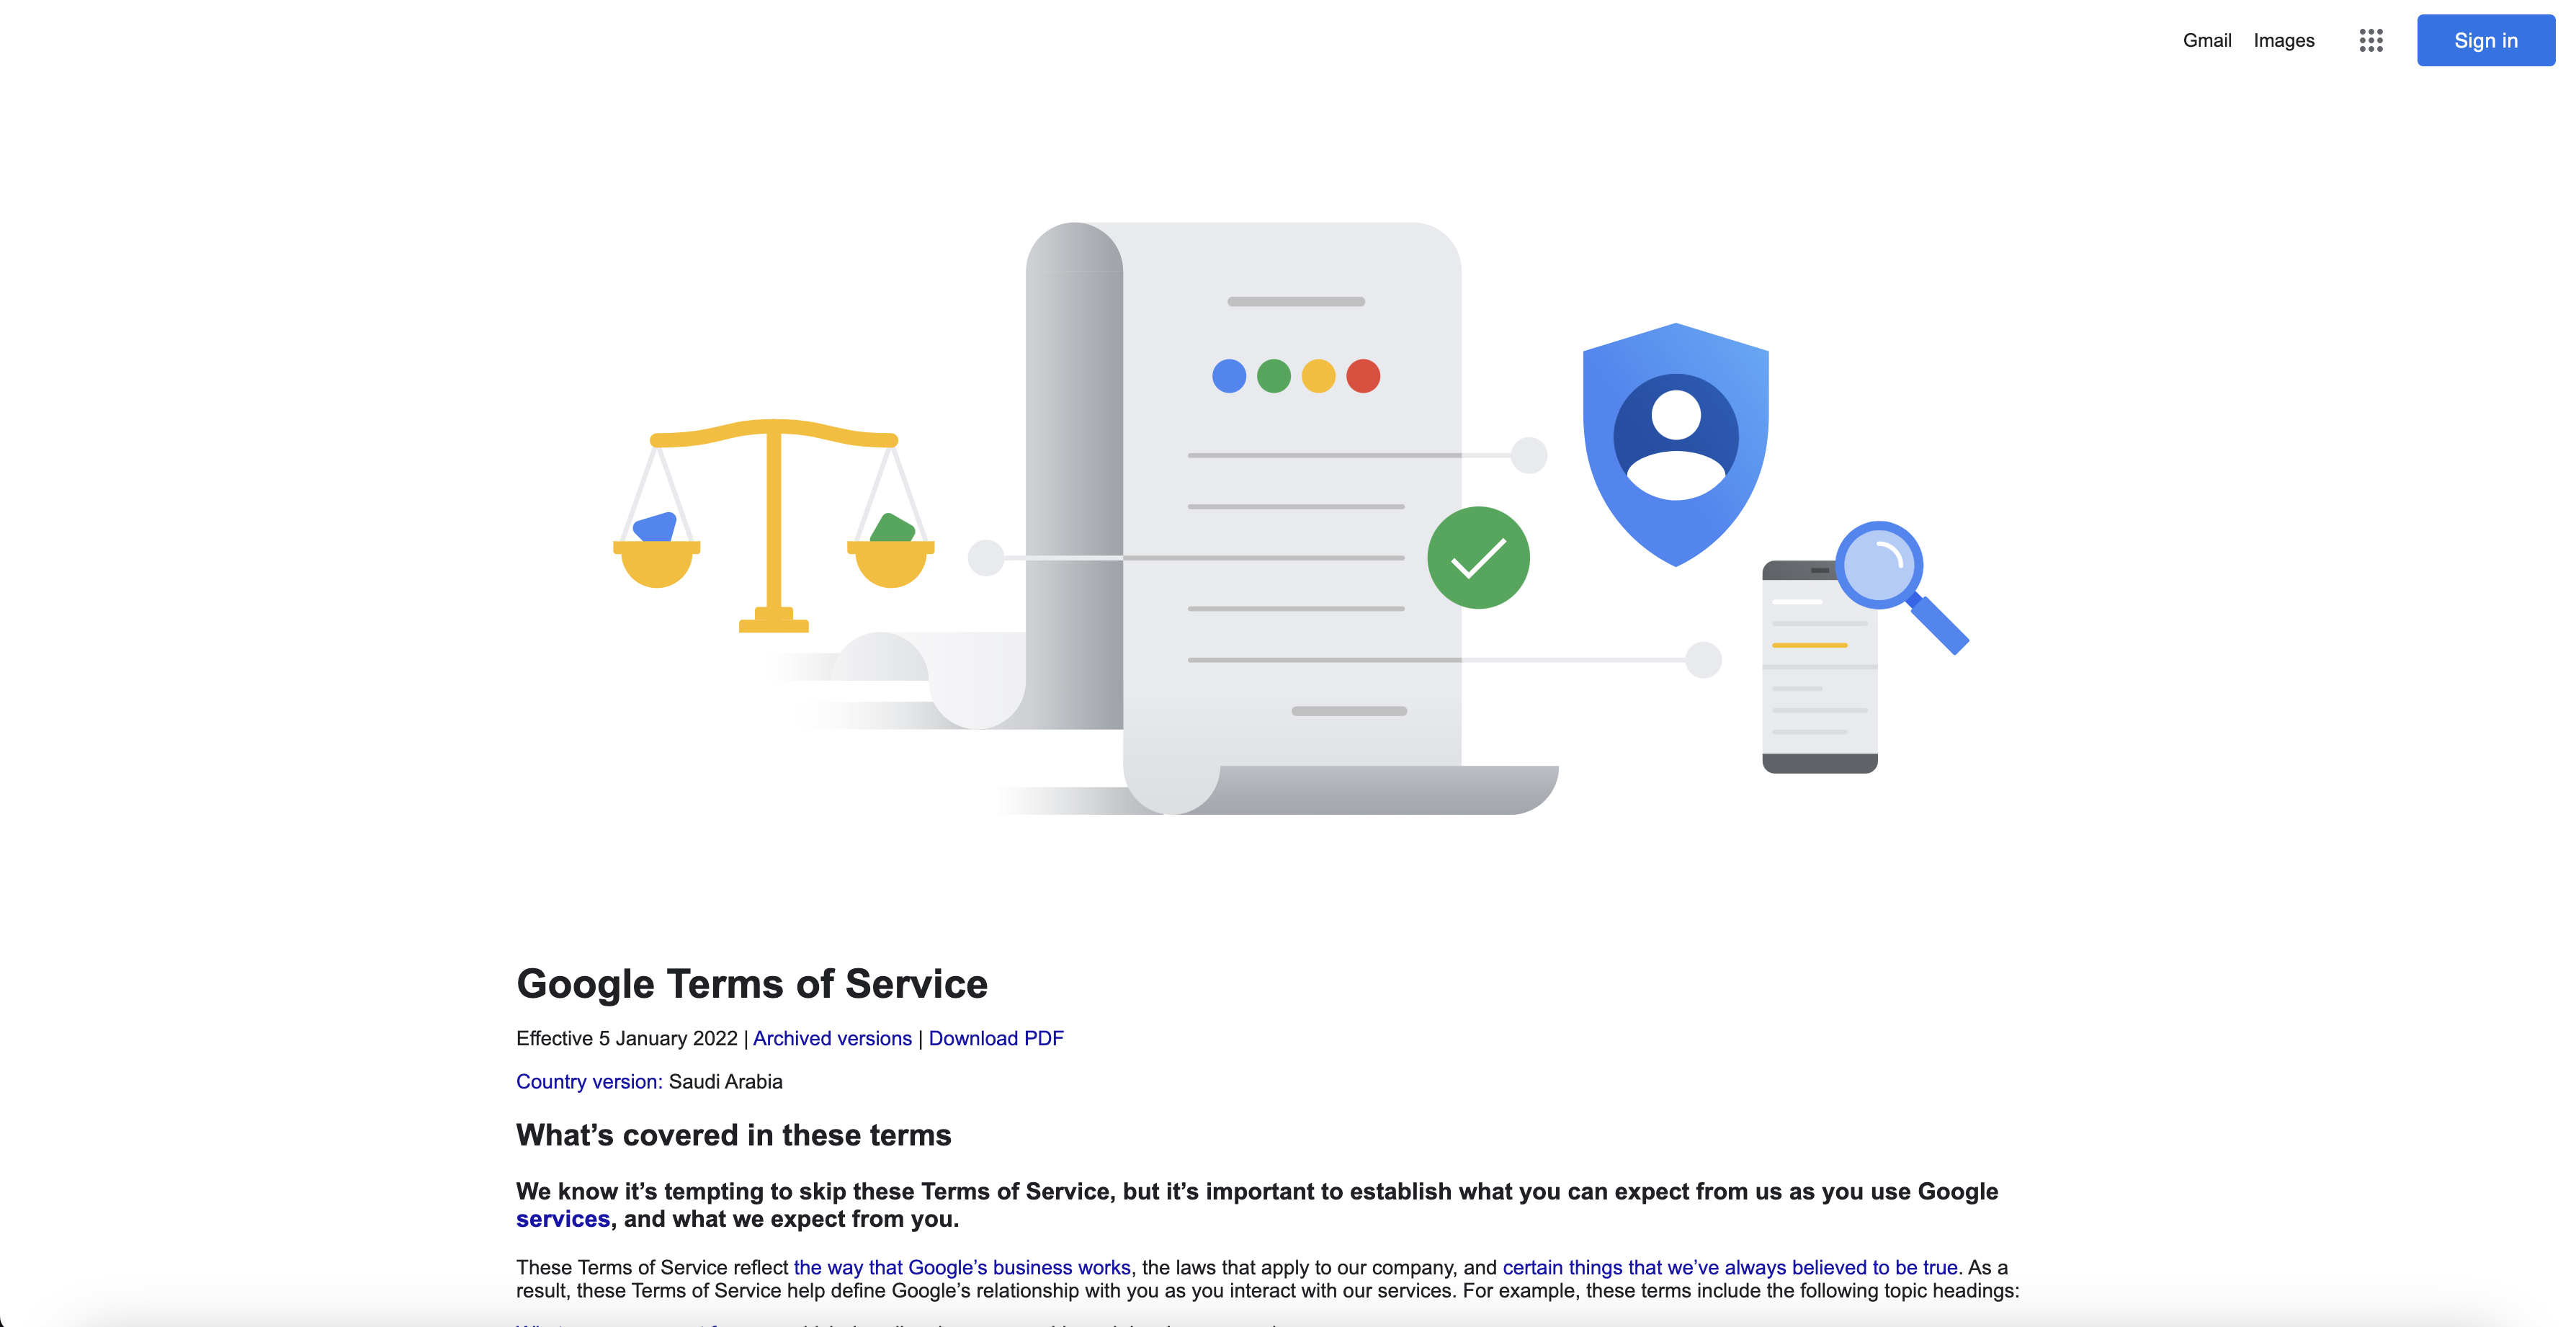 Gmail Images Sign in
Google Terms of Service
Effective 5 January 2022 | Archived versions | Download PDF
Country version: Saudi Arabia
What’s covered in these terms
We know it’s tempting to skip these Terms of Service, but it’s important to establish what you can expect from us as you use Google
services, and what we expect from you.
These Terms of Service reflect the way that Google’s business works, the laws that apply to our company, and certain things that we’ve always believed to be true. As a
result, these Terms of Service help define Google’s relationship with you as you interact with our services. For example, these terms include the following topic headings: